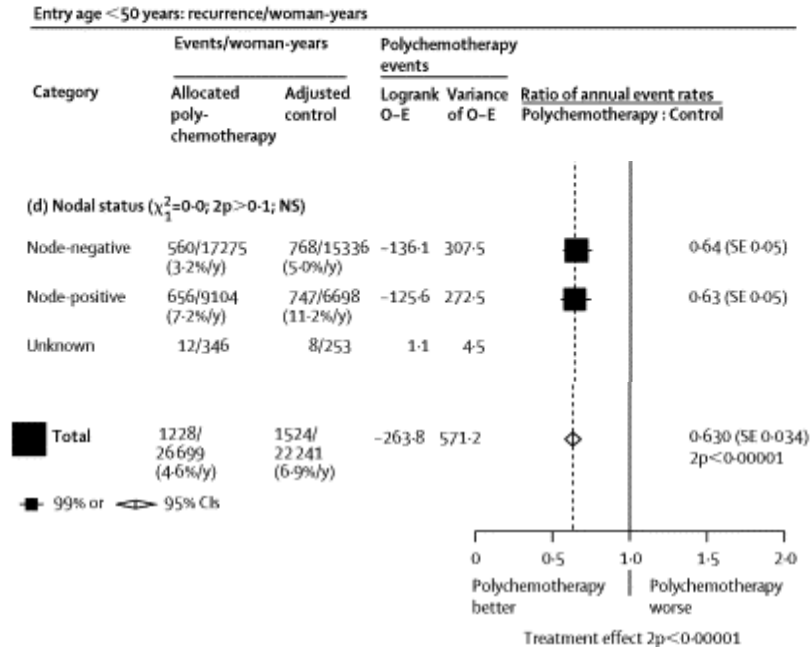 Entry age <50 years: recurrence/woman-years
Events/woman-years Polychemotherapy
events
Category Allocated Adjusted Logrank Variance Ratio of annual event rates
poly- control O–E of O–E Polychemotherapy : Control
chemotherapy
(d) Nodal status (χ²₁=0·0; 2p>0·1; NS)
Node-negative 560/17275 768/15336 –136·1 307·5 0·64 (SE 0·05)
(3·2%/y) (5·0%/y)
Node-positive 656/9104 747/6698 –125·6 272·5 0·63 (SE 0·05)
(7·2%/y) (11·2%/y)
Unknown 12/346 8/253 1·1 4·5
Total 1228/ 1524/ –263·8 571·2 0·630 (SE 0·034)
26699 22241 2p<0·00001
(4·6%/y) (6·9%/y)
99% or 95% CIs
0 0·5 1·0 1·5 2·0
Polychemotherapy Polychemotherapy
better worse
Treatment effect 2p<0·00001